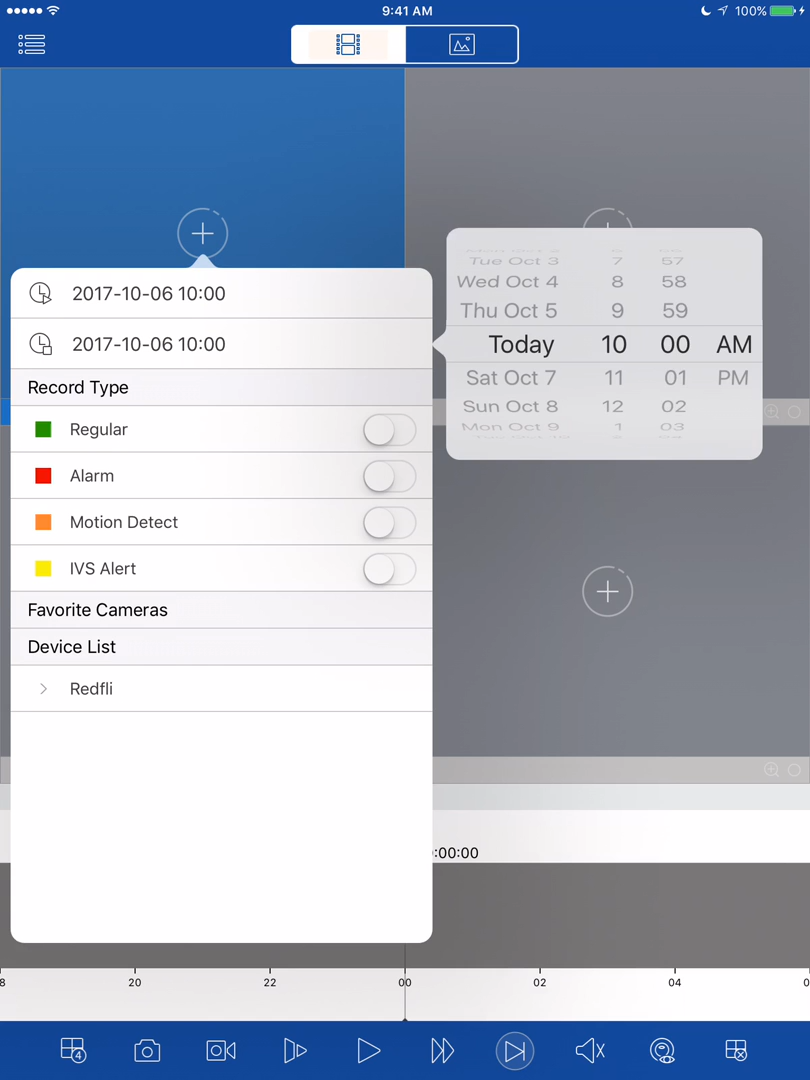 9:41 AM
100%
2017-10-06 10:00
2017-10-06 10:00
Record Type
Regular
Alarm
Motion Detect
IVS Alert
Favorite Cameras
Device List
Redfli
Tue Oct 3 7 57
Wed Oct 4 8 58
Thu Oct 5 9 59
Today 10 00 AM
Sat Oct 7 11 01 PM
Sun Oct 8 12 02
Mon Oct 9 1 03
:00:00
8 20 22 00 02 04 0
4